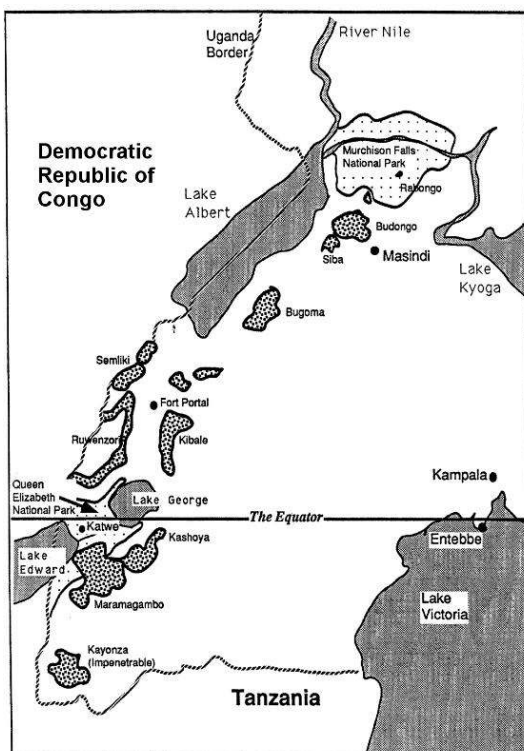 Uganda
Border
River Nile
Democratic
Republic of
Congo
Murchison Falls
National Park
Rabongo
Lake
Albert
Budongo
Siba
Masindi
Lake
Kyoga
Bugoma
Semliki
Fort Portal
Ruwenzori
Kibale
Queen
Elizabeth
National Park
Lake George
Kampala
The Equator
Katwe
Kashoya
Entebbe
Lake
Edward
Maramagambo
Lake
Victoria
Kayonza
(Impenetrable)
Tanzania